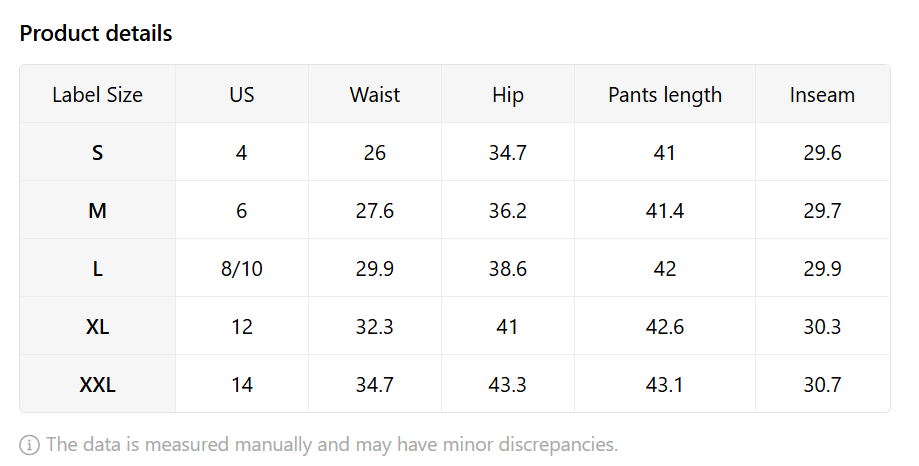 Product details
Label Size US Waist Hip Pants length Inseam
S 4 26 34.7 41 29.6
M 6 27.6 36.2 41.4 29.7
L 8/10 29.9 38.6 42 29.9
XL 12 32.3 41 42.6 30.3
XXL 14 34.7 43.3 43.1 30.7
The data is measured manually and may have minor discrepancies.